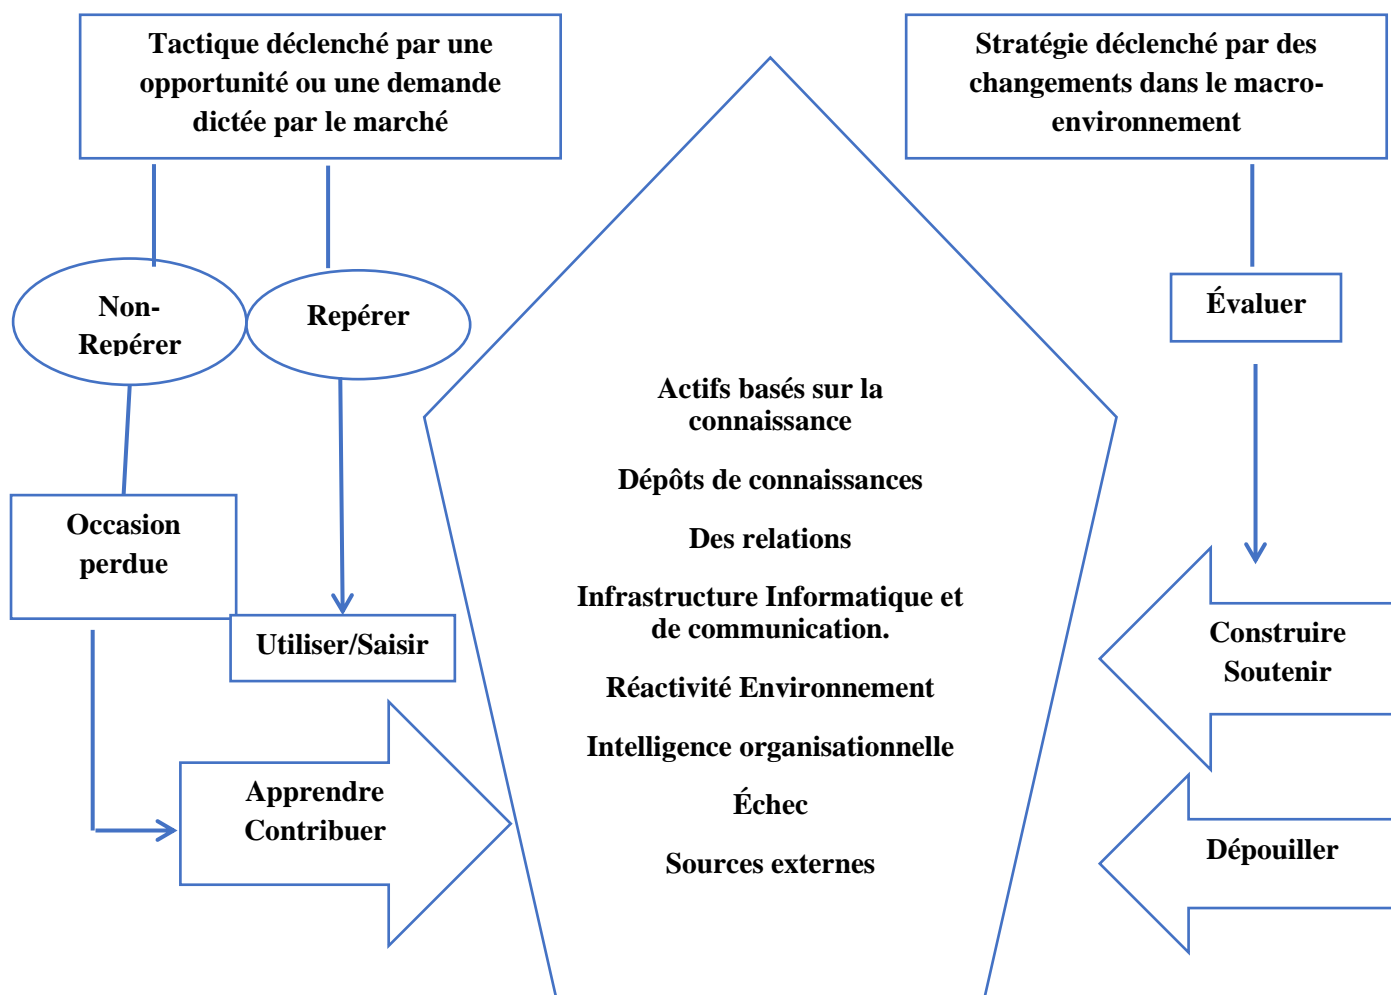 Tactique déclenché par une
opportunité ou une demande
dictée par le marché
Stratégie déclenché par des
changements dans le macro-
environnement
Non-
Repérer
Repérer
Évaluer
Occasion
perdue
Utiliser/Saisir
Apprendre
Contribuer
Actifs basés sur la
connaissance
Dépôts de connaissances
Des relations
Infrastructure Informatique et
de communication.
Réactivité Environnement
Intelligence organisationnelle
Échec
Sources externes
Construire
Soutenir
Dépouiller